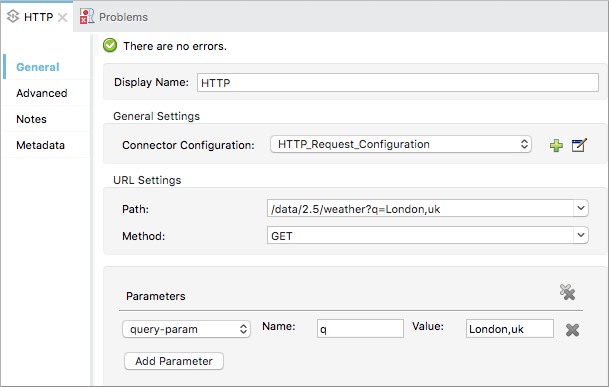 HTTP
Problems
There are no errors.
General
Advanced
Notes
Metadata
Display Name: HTTP
General Settings
Connector Configuration: HTTP_Request_Configuration
URL Settings
Path: /data/2.5/weather?q=London,uk
Method: GET
Parameters
query-param Name: q Value: London,uk
Add Parameter